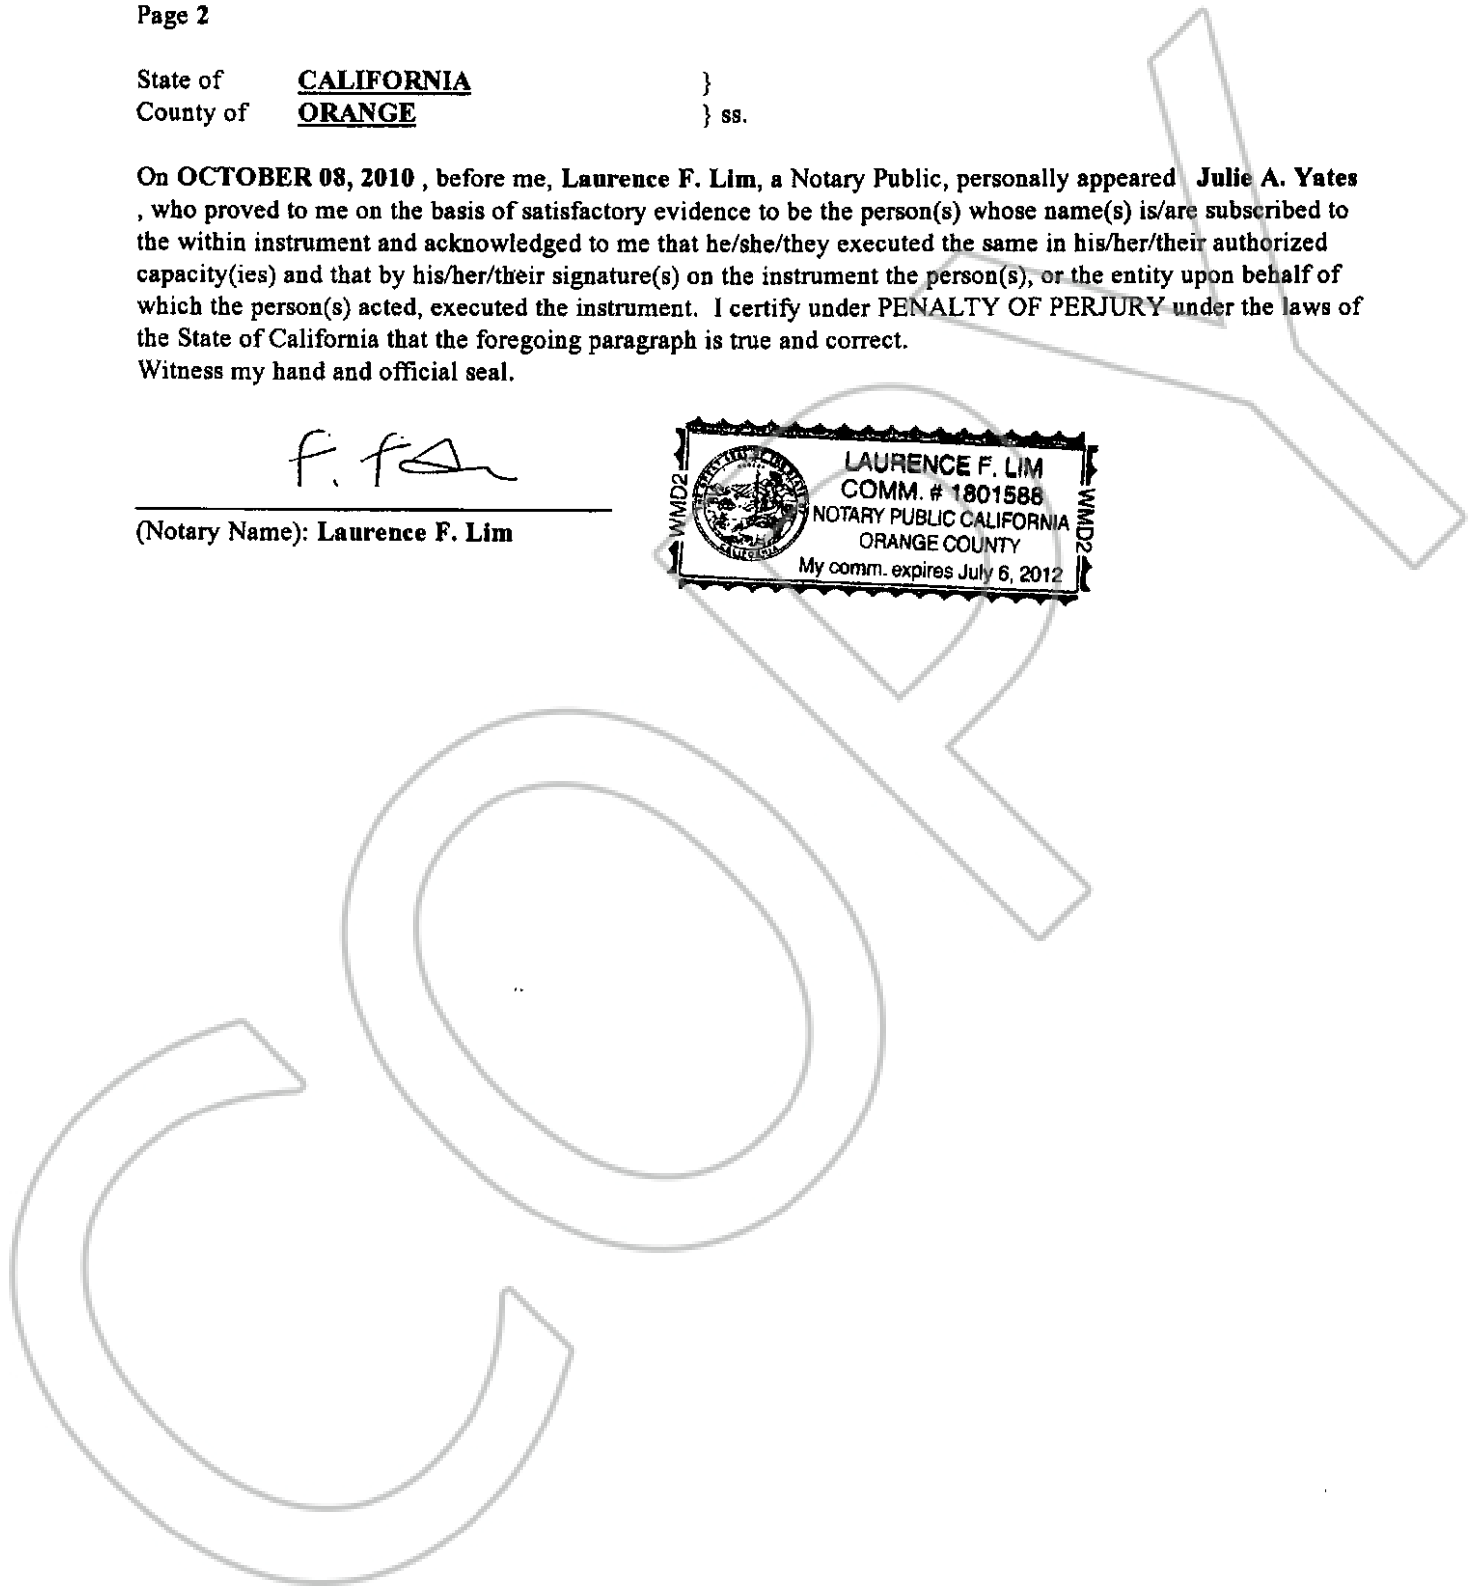 Page 2
State of CALIFORNIA }
County of ORANGE } ss.
On OCTOBER 08, 2010 , before me, Laurence F. Lim, a Notary Public, personally appeared Julie A. Yates
, who proved to me on the basis of satisfactory evidence to be the person(s) whose name(s) is/are subscribed to
the within instrument and acknowledged to me that he/she/they executed the same in his/her/their authorized
capacity(ies) and that by his/her/their signature(s) on the instrument the person(s), or the entity upon behalf of
which the person(s) acted, executed the instrument. I certify under PENALTY OF PERJURY under the laws of
the State of California that the foregoing paragraph is true and correct.
Witness my hand and official seal.
(Notary Name): Laurence F. Lim
WMD2
LAURENCE F. LIM
COMM. # 1801588
NOTARY PUBLIC CALIFORNIA
ORANGE COUNTY
My comm. expires July 6, 2012
WMD2
CALIFORNIA
COPY